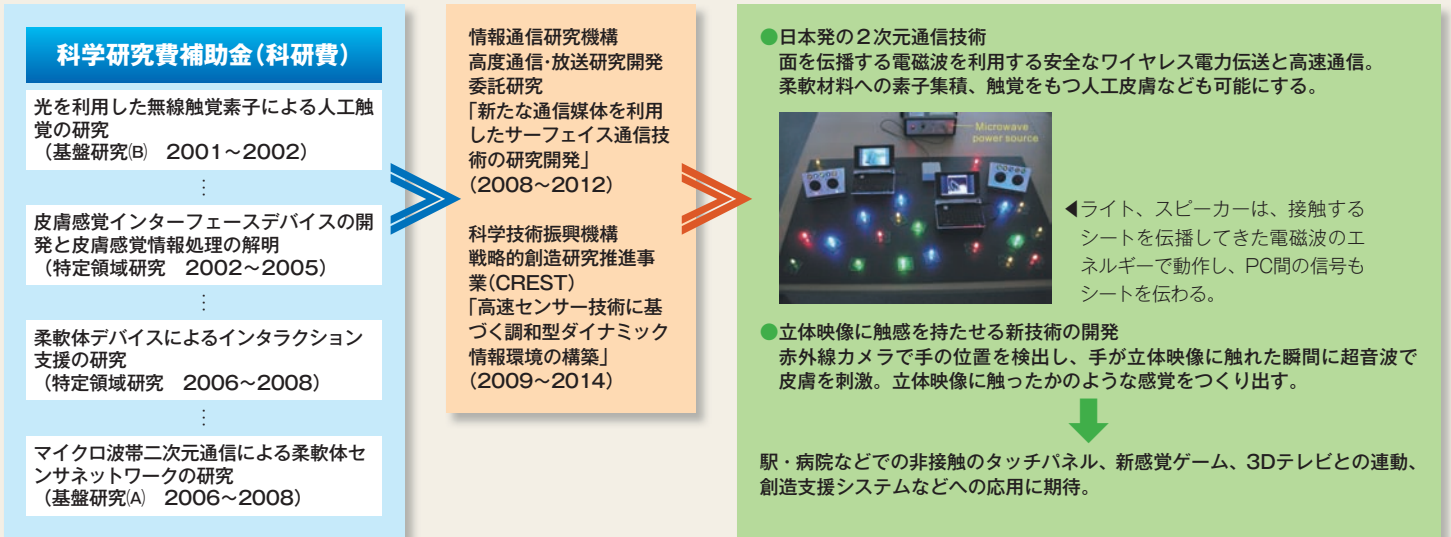 科学研究費補助金(科研費)
光を利用した無線触覚素子による人工触
覚の研究
(基盤研究(B) 2001〜2002)
⋮
皮膚感覚インターフェースデバイスの開
発と皮膚感覚情報処理の解明
(特定領域研究 2002〜2005)
⋮
柔軟体デバイスによるインタラクション
支援の研究
(特定領域研究 2006〜2008)
⋮
マイクロ波帯二次元通信による柔軟体セ
ンサネットワークの研究
(基盤研究(A) 2006〜2008)
情報通信研究機構
高度通信・放送研究開発
委託研究
「新たな通信媒体を利用
したサーフェイス通信技
術の研究開発」
(2008〜2012)
科学技術振興機構
戦略的創造研究推進事
業(CREST)
「高速センサー技術に基
づく調和型ダイナミック
情報環境の構築」
(2009〜2014)
●日本発の2次元通信技術
面を伝播する電磁波を利用する安全なワイヤレス電力伝送と高速通信。
柔軟材料への素子集積、触覚をもつ人工皮膚なども可能にする。
Microwave
power source
◀ライト、スピーカーは、接触する
シートを伝播してきた電磁波のエ
ネルギーで動作し、PC間の信号も
シートを伝わる。
●立体映像に触感を持たせる新技術の開発
赤外線カメラで手の位置を検出し、手が立体映像に触れた瞬間に超音波で
皮膚を刺激。立体映像に触ったかのような感覚をつくり出す。
駅・病院などでの非接触のタッチパネル、新感覚ゲーム、3Dテレビとの連動、
創造支援システムなどへの応用に期待。